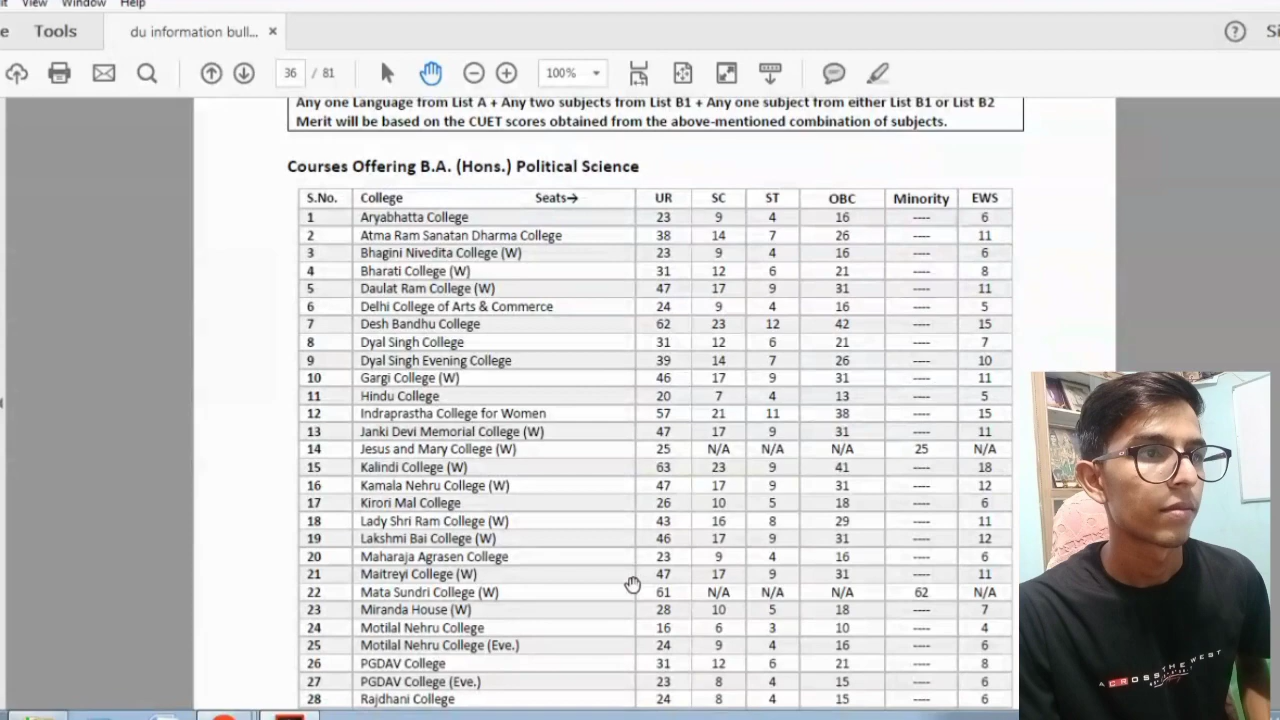 Window Help
Tools du information bull... ×
36 / 81 100%
Any one Language from List A + Any two subjects from List B1 + Any one subject from either List B1 or List B2
Merit will be based on the CUET scores obtained from the above-mentioned combination of subjects.
Courses Offering B.A. (Hons.) Political Science
S.No. College Seats→ UR SC ST OBC Minority EWS
1 Aryabhatta College 23 9 4 16 ---- 6
2 Atma Ram Sanatan Dharma College 38 14 7 26 ---- 11
3 Bhagini Nivedita College (W) 23 9 4 16 ---- 6
4 Bharati College (W) 31 12 6 21 ---- 8
5 Daulat Ram College (W) 47 17 9 31 ---- 11
6 Delhi College of Arts & Commerce 24 9 4 16 ---- 5
7 Desh Bandhu College 62 23 12 42 ---- 15
8 Dyal Singh College 31 12 6 21 ---- 7
9 Dyal Singh Evening College 39 14 7 26 ---- 10
10 Gargi College (W) 46 17 9 31 ---- 11
11 Hindu College 20 7 4 13 ---- 5
12 Indraprastha College for Women 57 21 11 38 ---- 15
13 Janki Devi Memorial College (W) 47 17 9 31 ---- 11
14 Jesus and Mary College (W) 25 N/A N/A N/A 25 N/A
15 Kalindi College (W) 63 23 9 41 ---- 18
16 Kamala Nehru College (W) 47 17 9 31 ---- 12
17 Kirori Mal College 26 10 5 18 ---- 6
18 Lady Shri Ram College (W) 43 16 8 29 ---- 11
19 Lakshmi Bai College (W) 46 17 9 31 ---- 12
20 Maharaja Agrasen College 23 9 4 16 ---- 6
21 Maitreyi College (W) 47 17 9 31 ---- 11
22 Mata Sundri College (W) 61 N/A N/A N/A 62 N/A
23 Miranda House (W) 28 10 5 18 ---- 7
24 Motilal Nehru College 16 6 3 10 ---- 4
25 Motilal Nehru College (Eve.) 24 9 4 16 ---- 6
26 PGDAV College 31 12 6 21 ---- 8
27 PGDAV College (Eve.) 23 8 4 15 ---- 6
28 Rajdhani College 24 8 4 15 ---- 6
ACROSS THE WEST